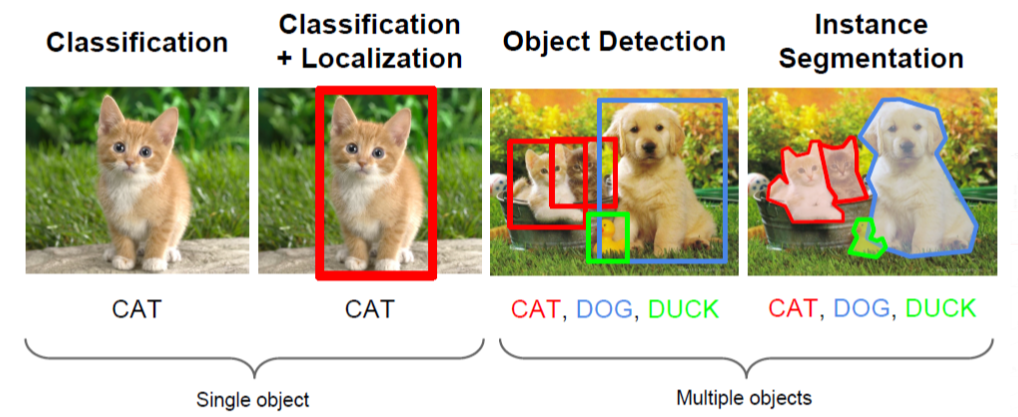 Classification
Classification
+ Localization
Object Detection
Instance
Segmentation
CAT
CAT
CAT, DOG, DUCK
CAT, DOG, DUCK
Single object
Multiple objects